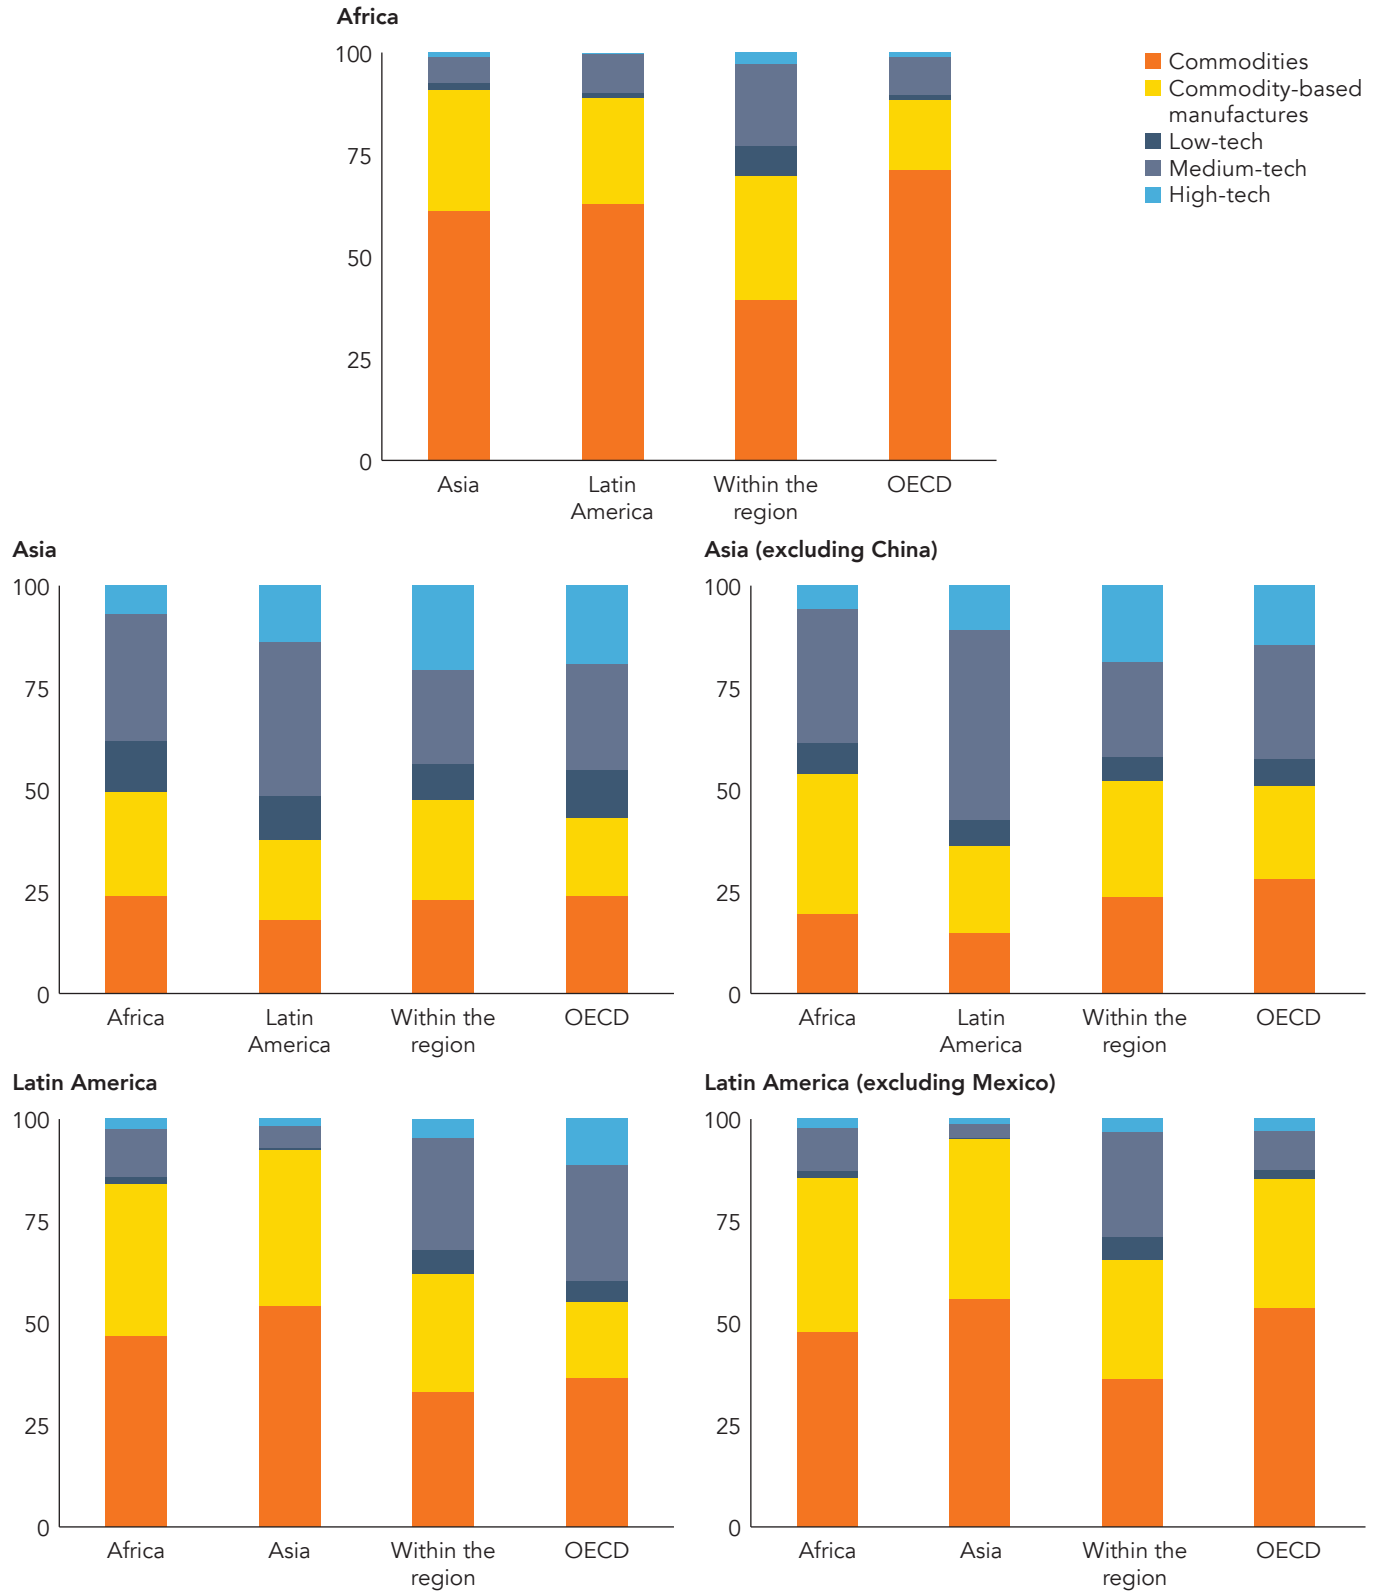 Africa
100
75
50
25
0
Asia
Latin
America
Within the
region
OECD
Commodities
Commodity-based
manufactures
Low-tech
Medium-tech
High-tech
Asia
100
75
50
25
0
Africa
Latin
America
Within the
region
OECD
Asia (excluding China)
100
75
50
25
0
Africa
Latin
America
Within the
region
OECD
Latin America
100
75
50
25
0
Africa
Asia
Within the
region
OECD
Latin America (excluding Mexico)
100
75
50
25
0
Africa
Asia
Within the
region
OECD